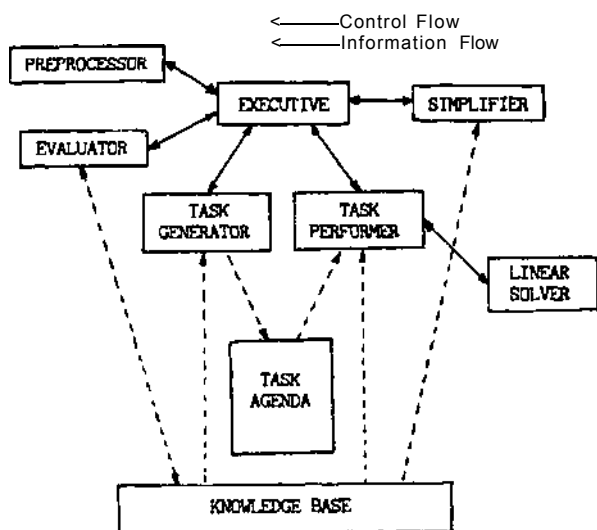 Control Flow
Information Flow
PREPROCESSOR
EXECUTIVE
SIMPLIFIER
EVALUATOR
TASK
GENERATOR
TASK
PERFORMER
LINEAR
SOLVER
TASK
AGENDA
KNOWLEDGE BASE